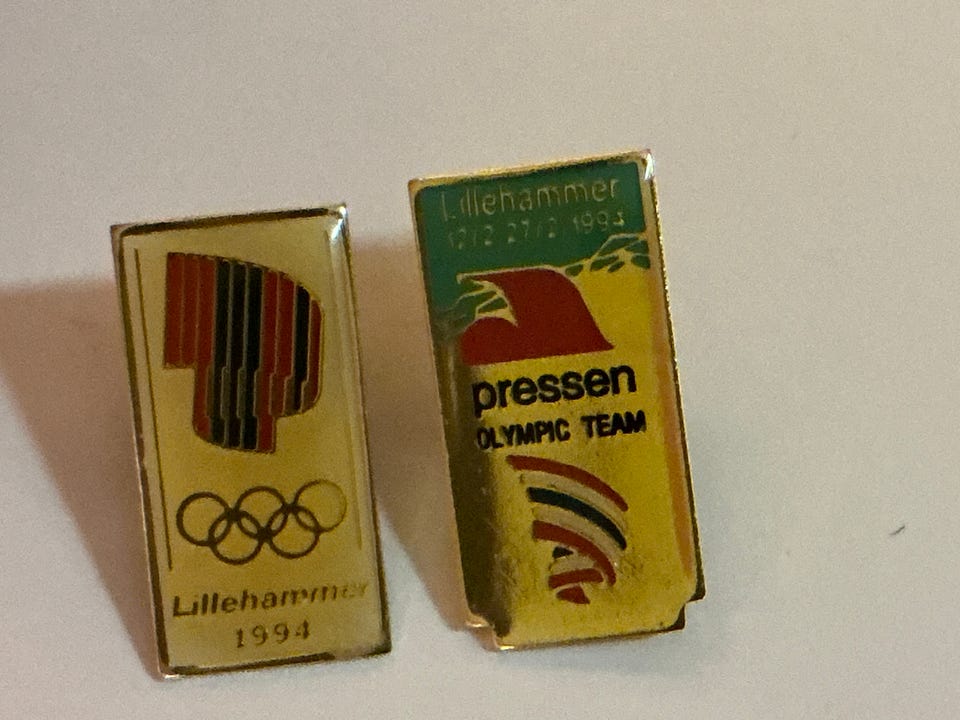 Lillehammer
1994
Lillehammer
12/2 27/2 1994
pressen
OLYMPIC TEAM